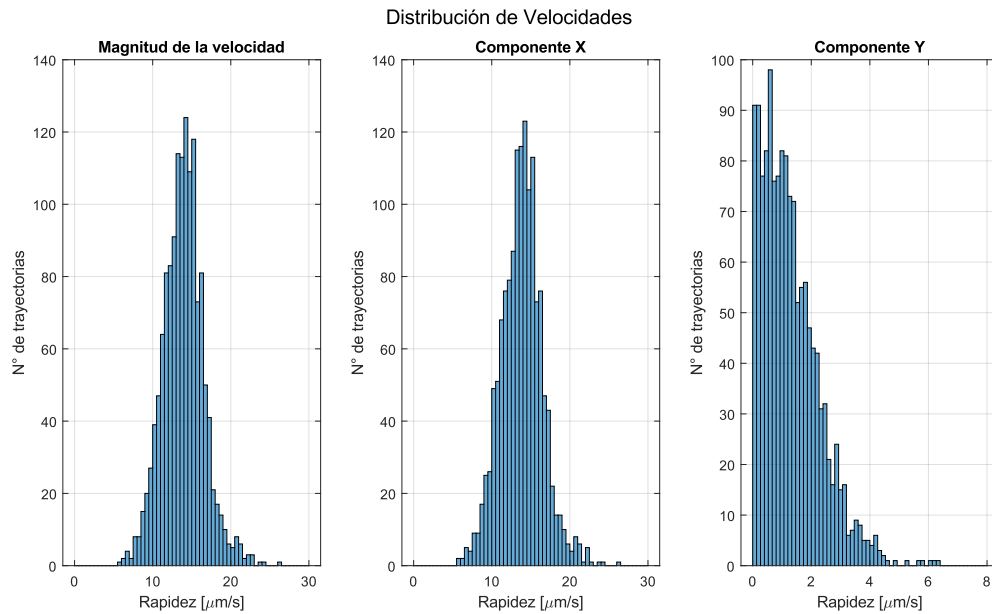 Distribución de Velocidades
Magnitud de la velocidad
140
120
100
80
60
40
20
0
N° de trayectorias
0 10 20 30
Rapidez [μm/s]
Componente X
140
120
100
80
60
40
20
0
N° de trayectorias
0 10 20 30
Rapidez [μm/s]
Componente Y
100
90
80
70
60
50
40
30
20
10
0
N° de trayectorias
0 2 4 6 8
Rapidez [μm/s]